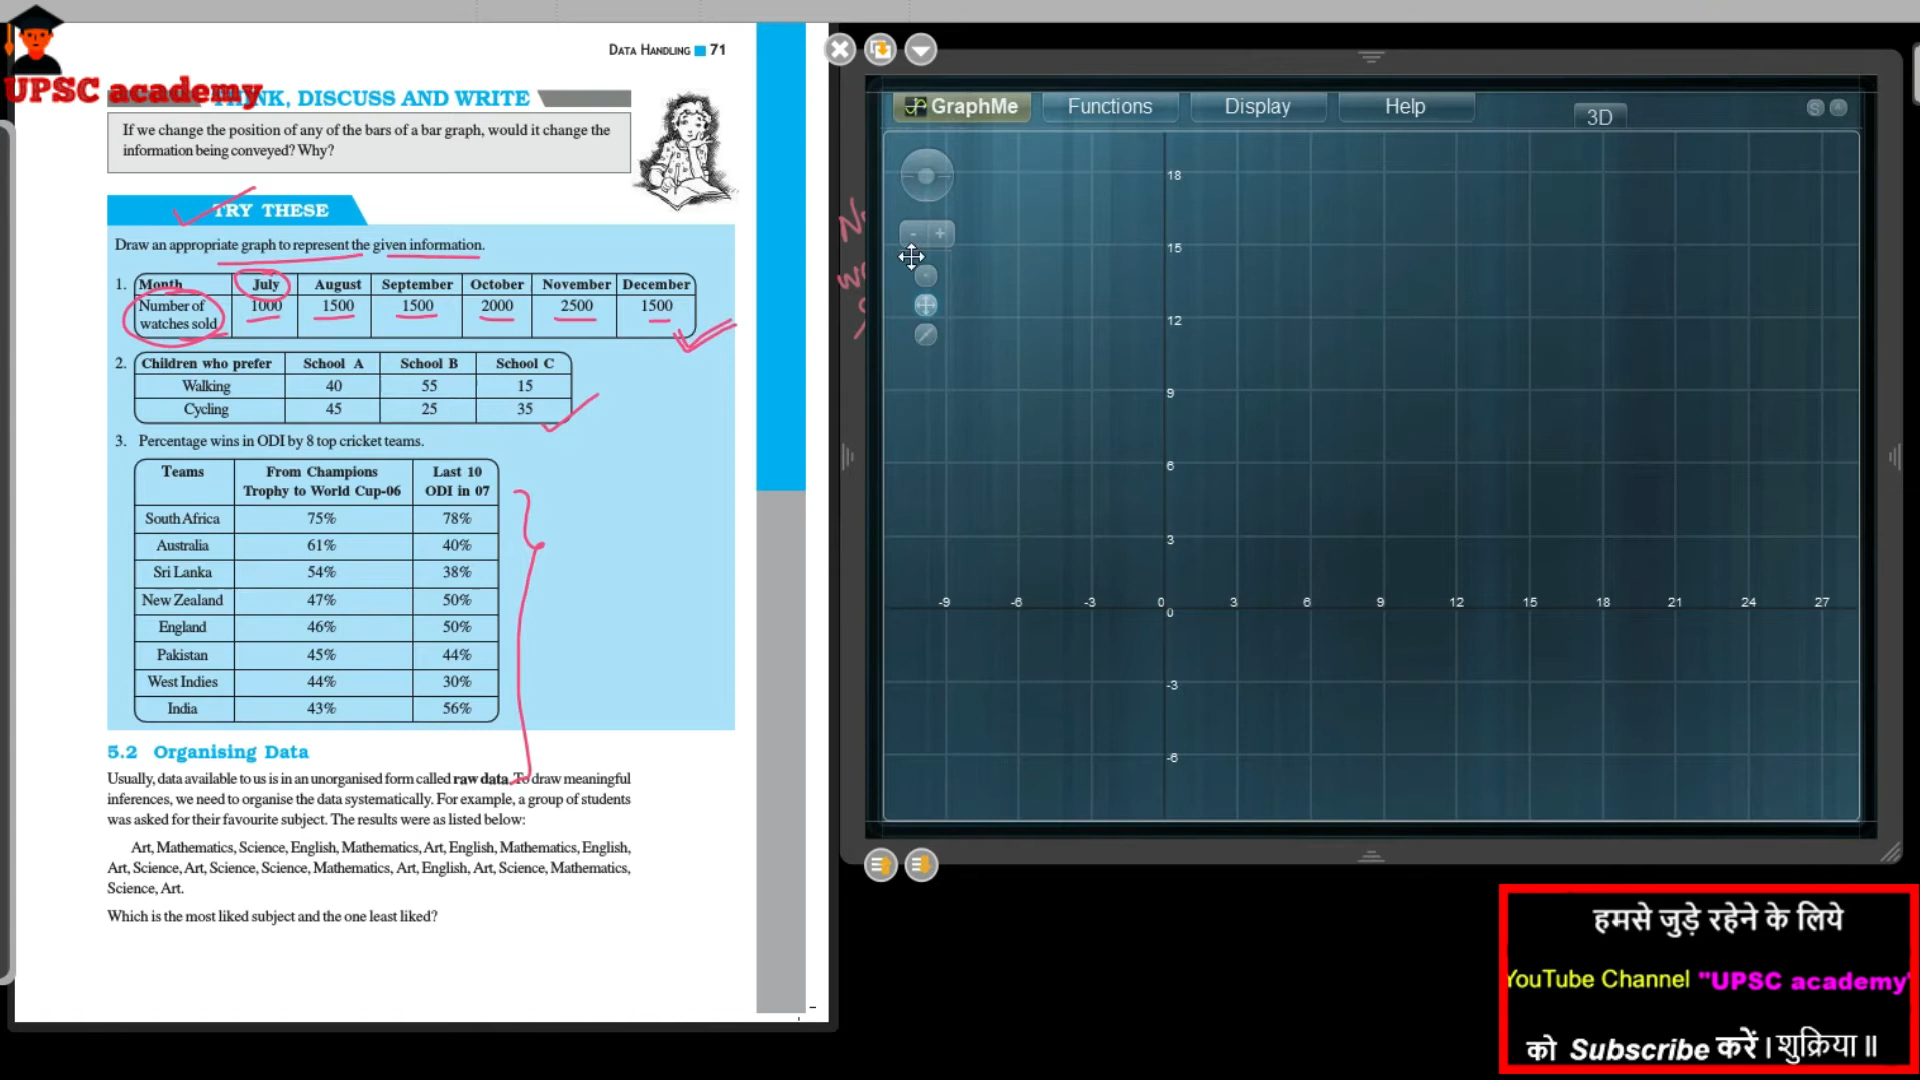 DATA HANDLING 71
UPSC academy
THINK, DISCUSS AND WRITE
If we change the position of any of the bars of a bar graph, would it change the
information being conveyed? Why?
TRY THESE
Draw an appropriate graph to represent the given information.
1. Month July August September October November December
Number of watches sold 1000 1500 1500 2000 2500 1500
2. Children who prefer School A School B School C
Walking 40 55 15
Cycling 45 25 35
3. Percentage wins in ODI by 8 top cricket teams.
Teams From Champions Trophy to World Cup-06 Last 10 ODI in 07
South Africa 75% 78%
Australia 61% 40%
Sri Lanka 54% 38%
New Zealand 47% 50%
England 46% 50%
Pakistan 45% 44%
West Indies 44% 30%
India 43% 56%
5.2 Organising Data
Usually, data available to us is in an unorganised form called raw data. To draw meaningful
inferences, we need to organise the data systematically. For example, a group of students
was asked for their favourite subject. The results were as listed below:
Art, Mathematics, Science, English, Mathematics, Art, English, Mathematics, English,
Art, Science, Art, Science, Science, Mathematics, Art, English, Art, Science, Mathematics,
Science, Art.
Which is the most liked subject and the one least liked?
GraphMe Functions Display Help 3D
18
15
12
9
6
3
-9 -6 -3 0 3 6 9 12 15 18 21 24 27
0
-3
-6
हमसे जुड़े रहेने के लिये
YouTube Channel "UPSC academy"
को Subscribe करें । शुक्रिया ॥